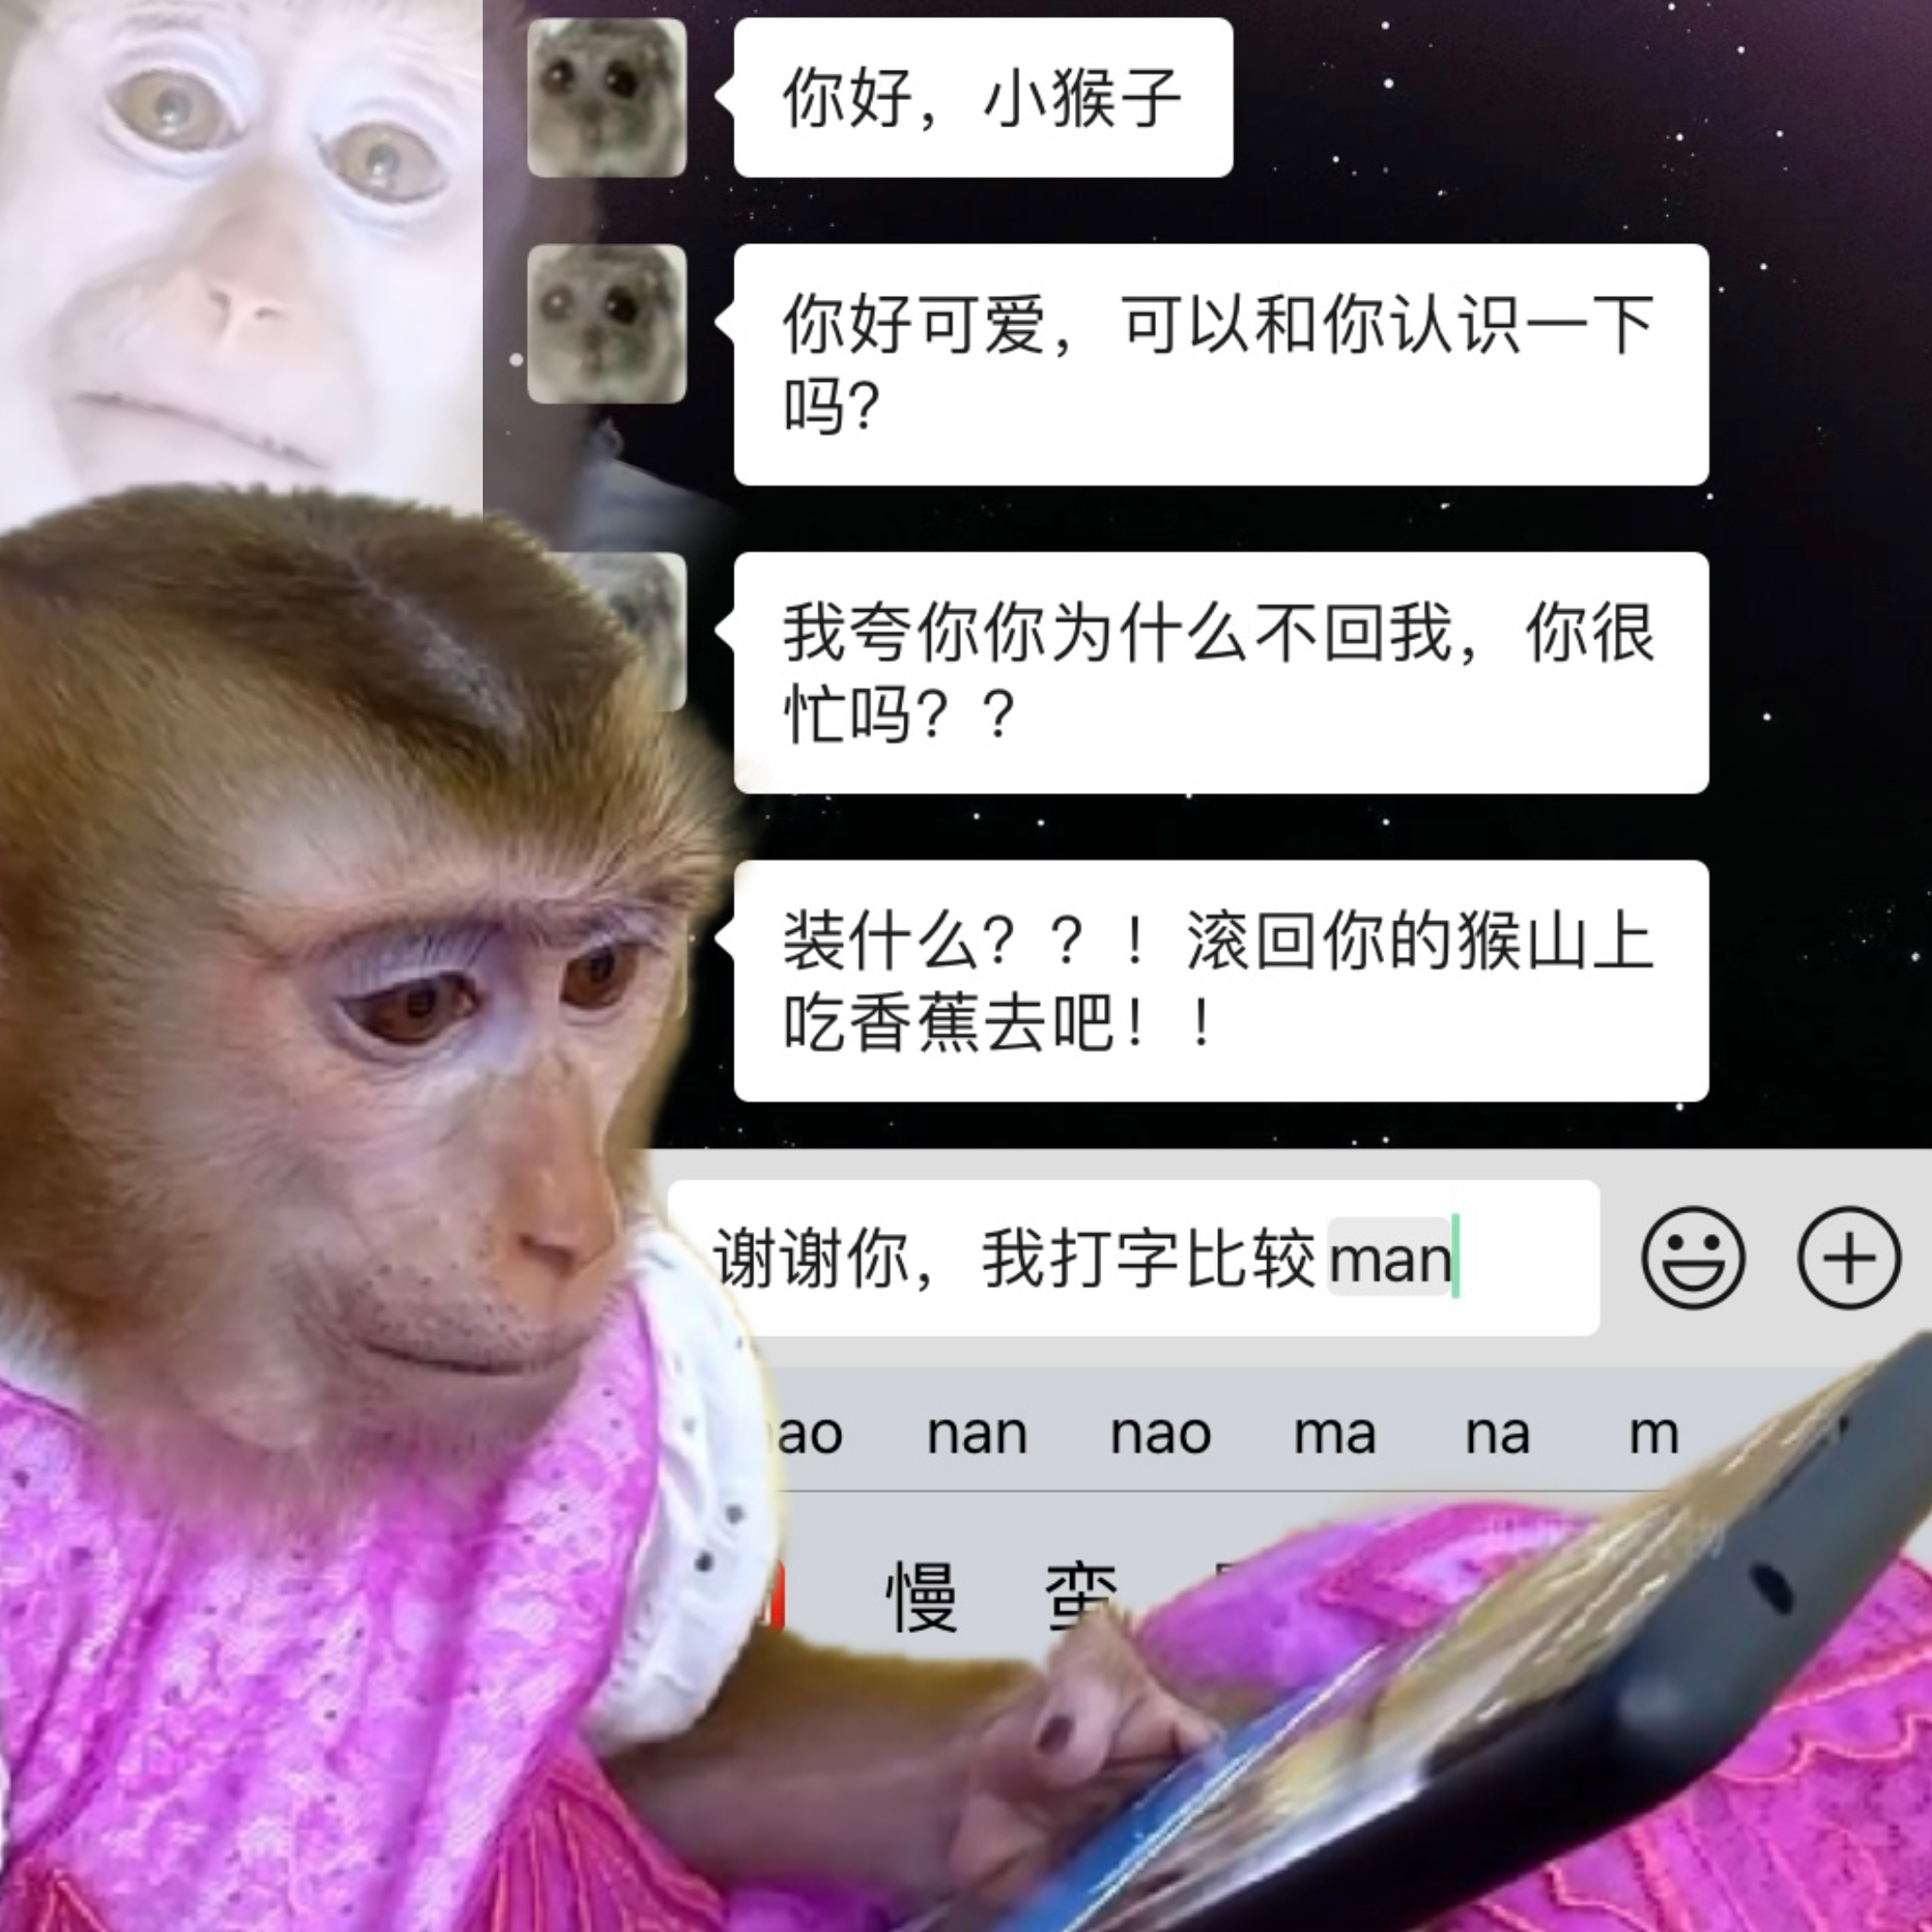 你好，小猴子
你好可爱，可以和你认识一下
吗？
我夸你你为什么不回我，你很
忙吗？？
装什么？？！滚回你的猴山上
吃香蕉去吧！！
谢谢你，我打字比较man
nan nao ma na m
慢 蛮